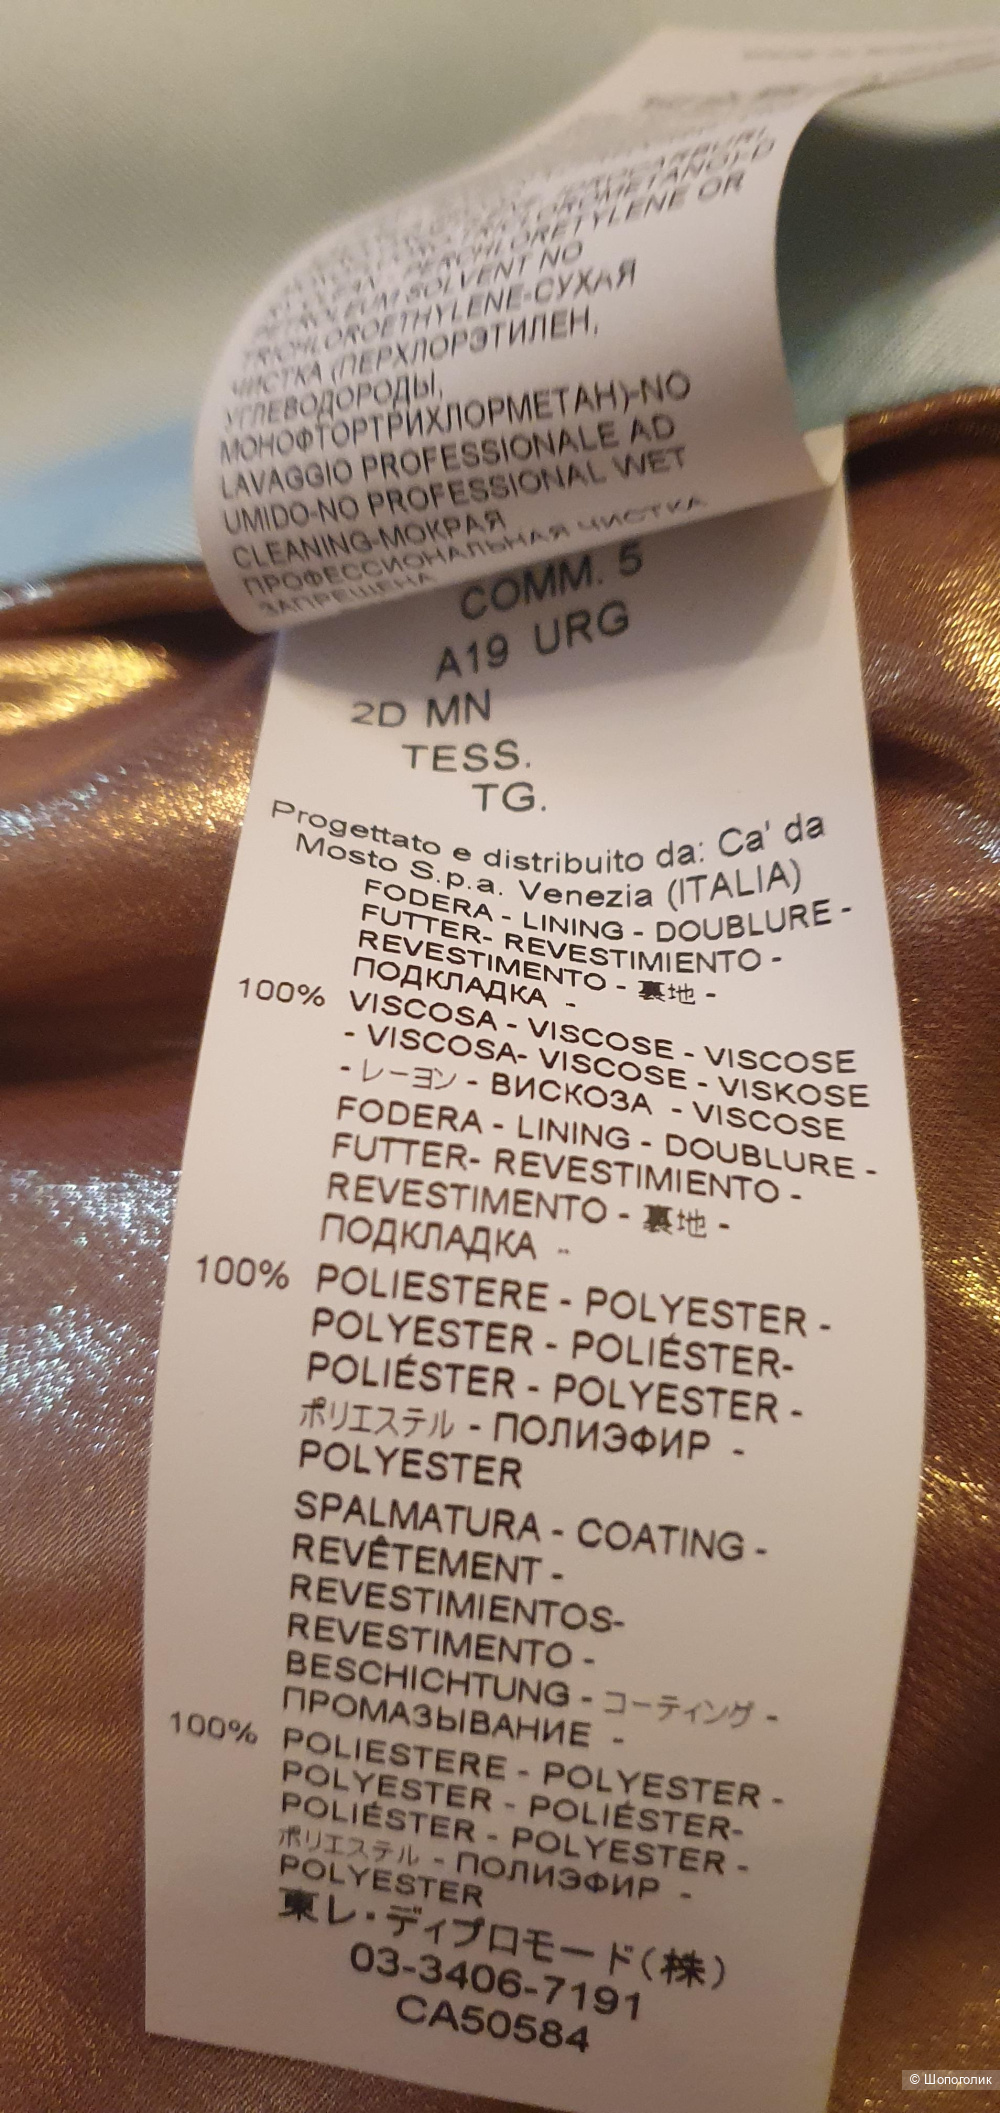 PERCHLORETYLENE OR
PETROLEUM SOLVENT NO
TRICHLOROETHYLENE-СУХАЯ
ЧИСТКА (ПЕРХЛОРЭТИЛЕН,
УГЛЕВОДОРОДЫ,
МОНОФТОРТРИХЛОРМЕТАН)-NO
LAVAGGIO PROFESSIONALE AD
UMIDO-NO PROFESSIONAL WET
CLEANING-МОКРАЯ
ПРОФЕССИОНАЛЬНАЯ ЧИСТКА
ЗАПРЕЩЕНА
COMM. 5
A19 URG
2D MN
TESS.
TG.
Progettato e distribuito da: Ca' da
Mosto S.p.a. Venezia (ITALIA)
FODERA - LINING - DOUBLURE -
FUTTER- REVESTIMIENTO -
REVESTIMENTO - 裏地 -
ПОДКЛАДКА -
100% VISCOSA - VISCOSE - VISCOSE
- VISCOSA- VISCOSE - VISKOSE
- レーヨン - ВИСКОЗА - VISCOSE
FODERA - LINING - DOUBLURE -
FUTTER- REVESTIMIENTO -
REVESTIMENTO - 裏地 -
ПОДКЛАДКА -
100% POLIESTERE - POLYESTER -
POLYESTER - POLIÉSTER-
POLIÉSTER - POLYESTER -
ポリエステル - ПОЛИЭФИР -
POLYESTER
SPALMATURA - COATING -
REVÊTEMENT -
REVESTIMIENTOS-
REVESTIMENTO -
BESCHICHTUNG - コーティング -
ПРОМАЗЫВАНИЕ -
100% POLIESTERE - POLYESTER -
POLYESTER - POLIÉSTER-
POLIÉSTER - POLYESTER -
ポリエステル - ПОЛИЭФИР -
POLYESTER
東レ・ディプロモード(株)
03-3406-7191
CA50584
© Шопоголик